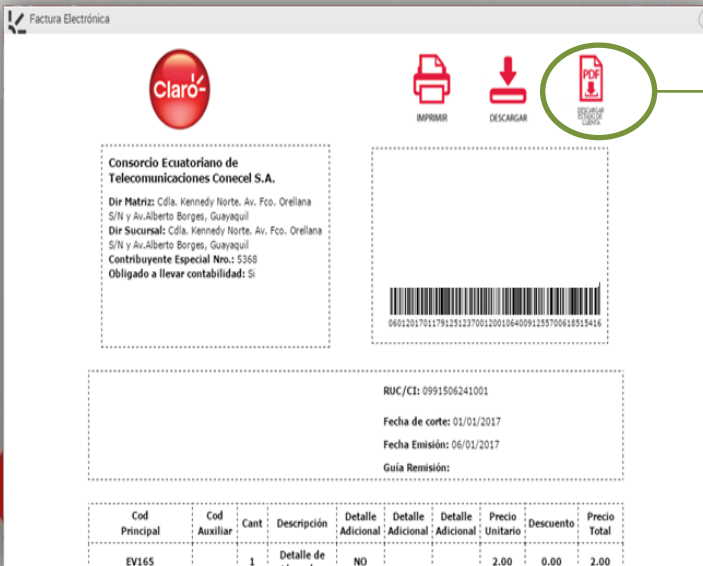 Factura Electrónica
Claro
PDF
IMPRIMIR
DESCARGAR
DESCARGAR
ESTADO DE
CUENTA
Consorcio Ecuatoriano de
Telecomunicaciones Conecel S.A.
Dir Matriz: Cdla. Kennedy Norte. Av. Fco. Orellana
S/N y Av.Alberto Borges, Guayaquil
Dir Sucursal: Cdla. Kennedy Norte. Av. Fco. Orellana
S/N y Av.Alberto Borges, Guayaquil
Contribuyente Especial Nro.: 5368
Obligado a llevar contabilidad: Si
0601201701179125123700120010640091255700618515416
RUC/CI: 0991506241001
Fecha de corte: 01/01/2017
Fecha Emisión: 06/01/2017
Guía Remisión:
Cod Principal Cod Auxiliar Cant Descripción Detalle Adicional Detalle Adicional Detalle Adicional Precio Unitario Descuento Precio Total
EV165 1 Detalle de NO 2.00 0.00 2.00